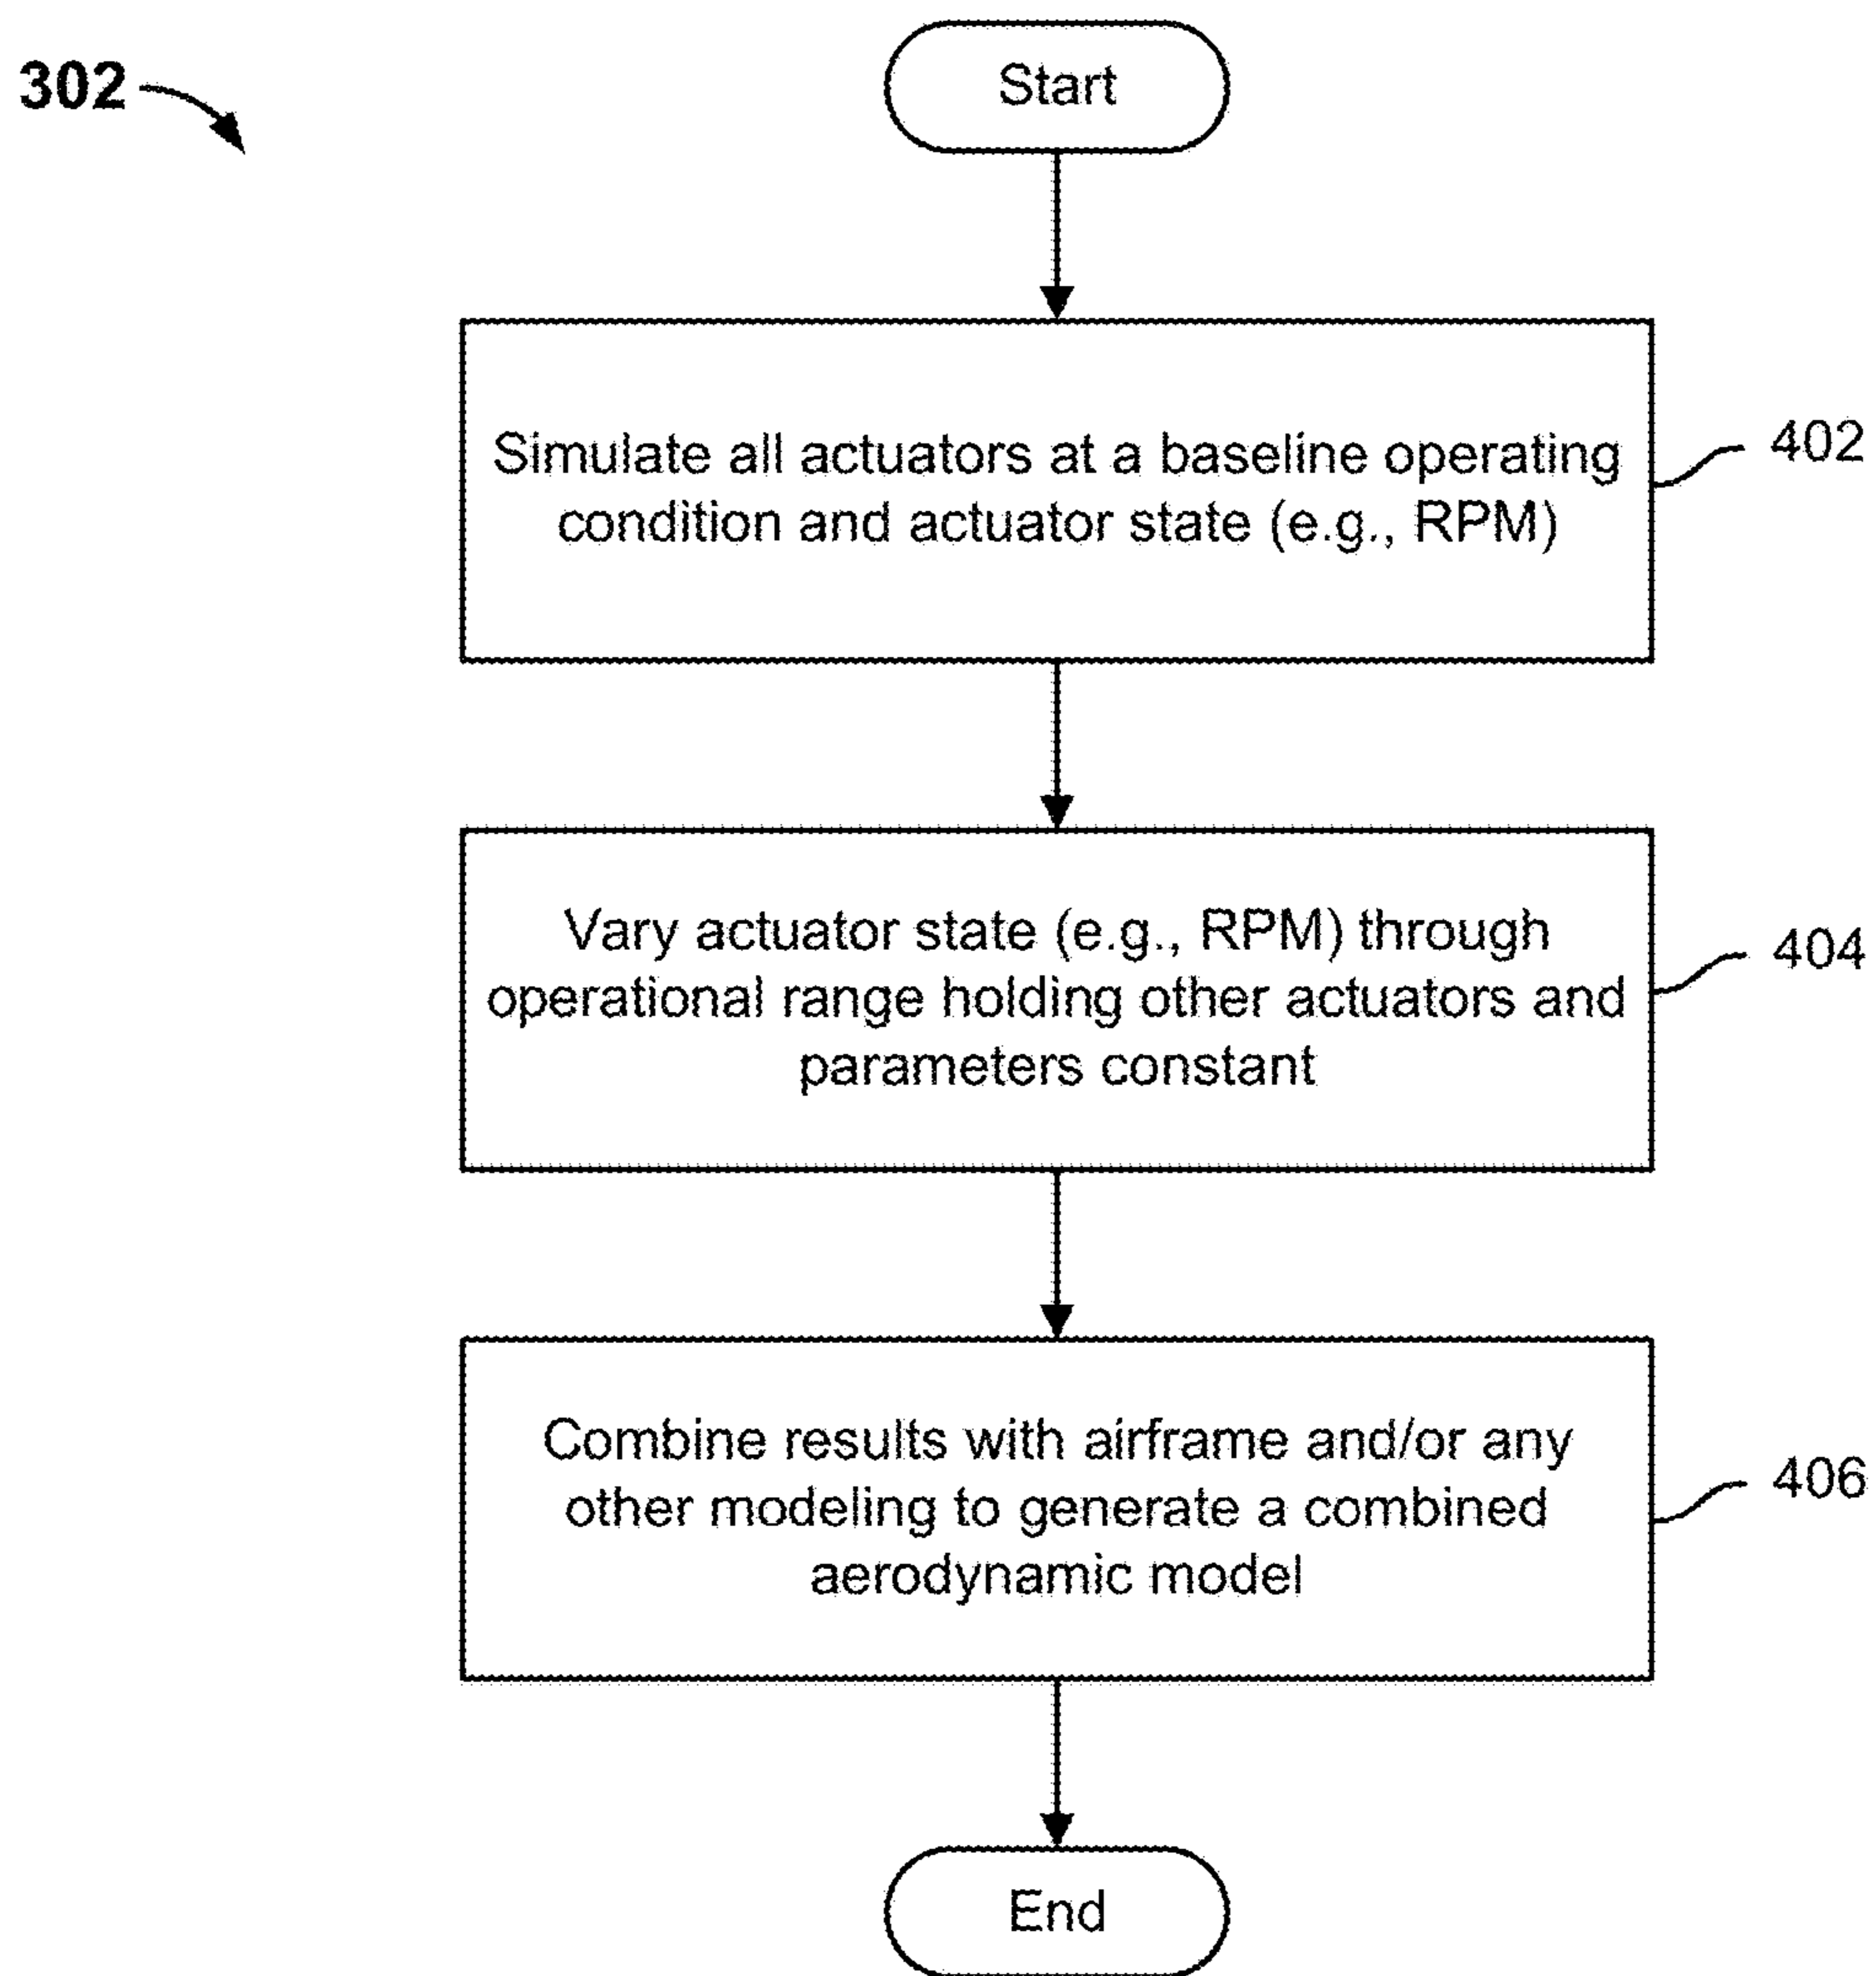 302
Start
Simulate all actuators at a baseline operating
condition and actuator state (e.g., RPM)
402
Vary actuator state (e.g., RPM) through
operational range holding other actuators and
parameters constant
404
Combine results with airframe and/or any
other modeling to generate a combined
aerodynamic model
406
End